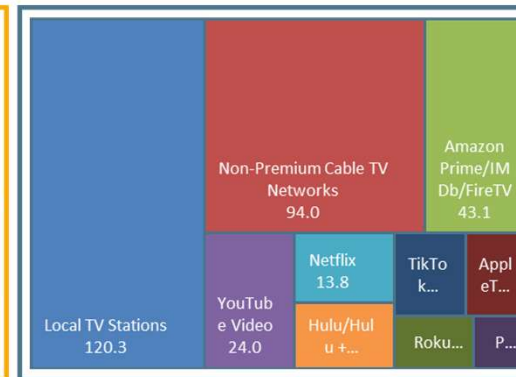 Non-Premium Cable TV
Networks
94.0
Amazon
Prime/IM
Db/FireTV
43.1
Local TV Stations
120.3
YouTub
e Video
24.0
Netflix
13.8
Hulu/Hul
u +...
TikTo
k...
Appl
eT...
Roku...
P...